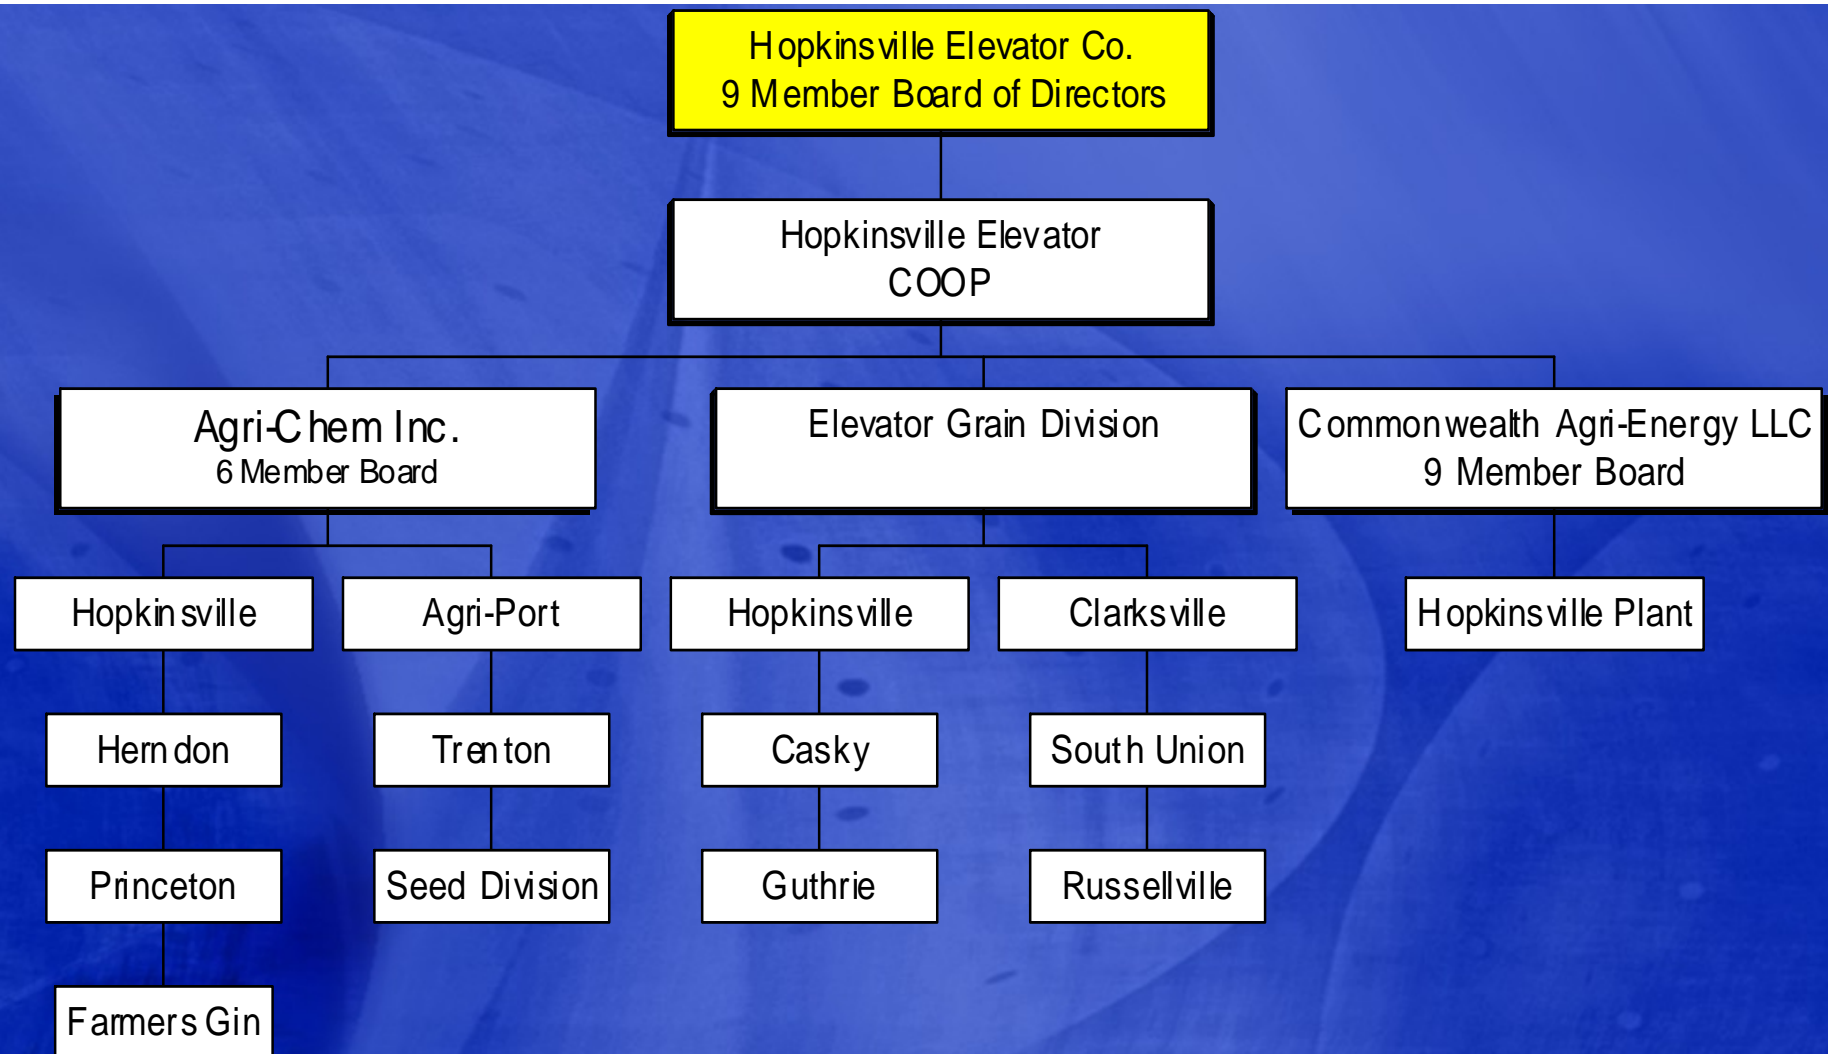 Hopkinsville Elevator Co.
9 Member Board of Directors
Hopkinsville Elevator
COOP
Agri-Chem Inc.
6 Member Board
Elevator Grain Division
Commonwealth Agri-Energy LLC
9 Member Board
Hopkinsville
Agri-Port
Hopkinsville
Clarksville
Hopkinsville Plant
Herndon
Trenton
Casky
South Union
Princeton
Seed Division
Guthrie
Russellville
Farmers Gin